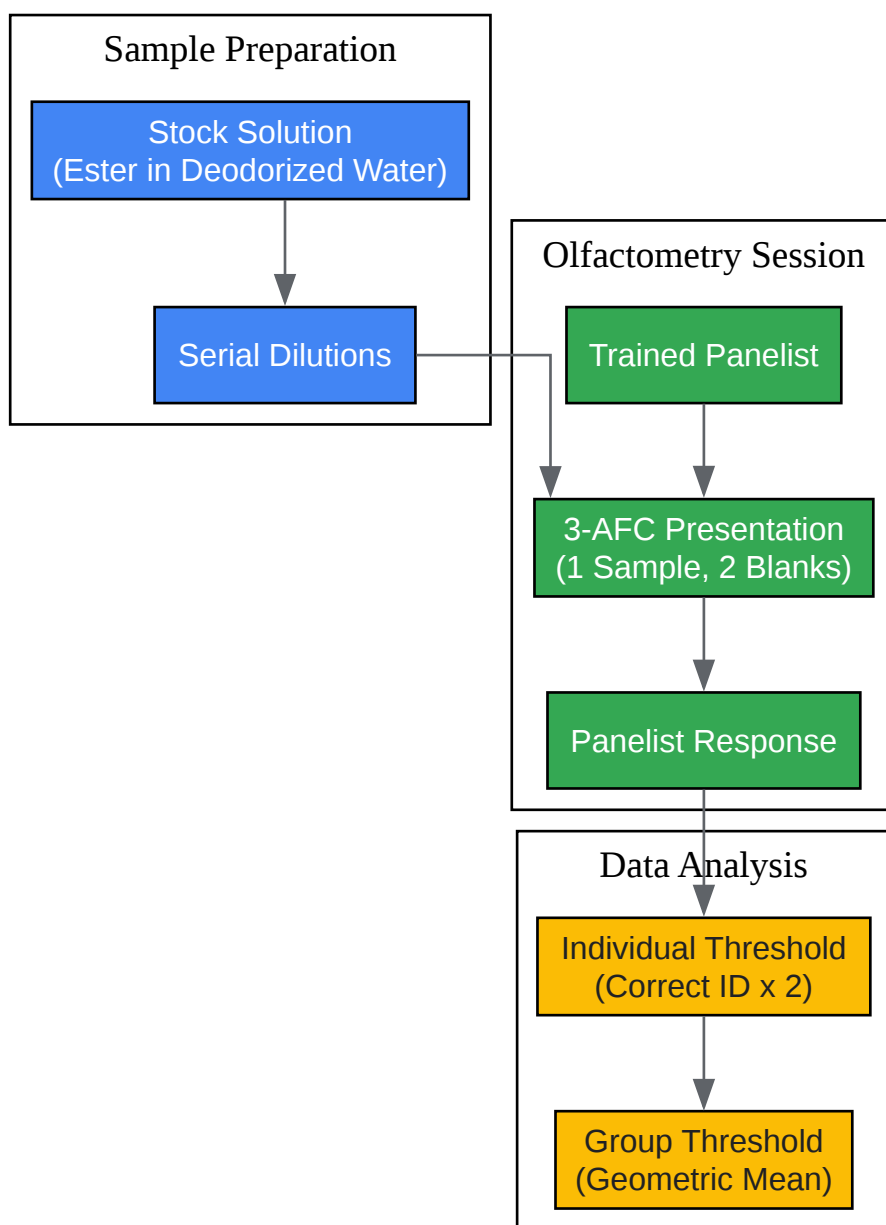 Sample Preparation
Stock Solution
(Ester in Deodorized Water)
Serial Dilutions
Olfactometry Session
Trained Panelist
3-AFC Presentation
(1 Sample, 2 Blanks)
Panelist Response
Data Analysis
Individual Threshold
(Correct ID x 2)
Group Threshold
(Geometric Mean)